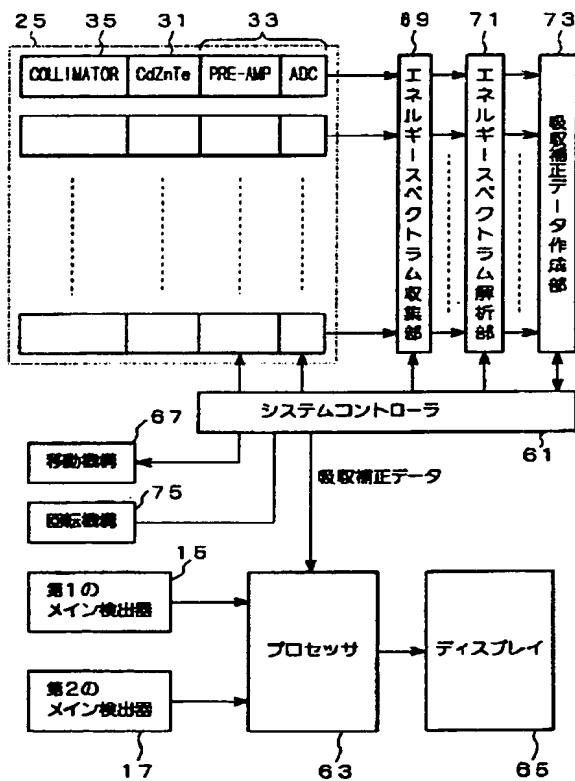 25 35 31 33 69 71 73
COLLIMATOR CdZnTe PRE-AMP ADC
エネルギースペクトラム収集部
エネルギースペクトラム解析部
吸収補正データ作成部
システムコントローラ
67
61
移動機構
吸収補正データ
75
回転機構
15
第1の
メイン検出器
プロセッサ
ディスプレイ
第2の
メイン検出器
17
63
65